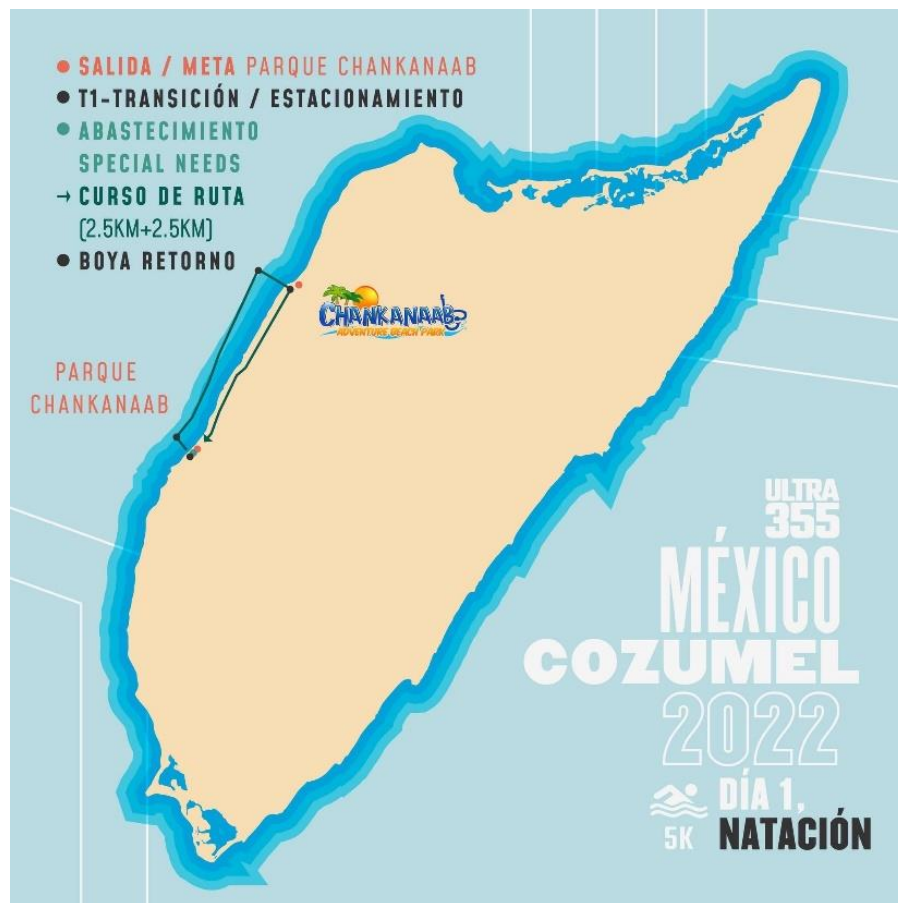 SALIDA / META PARQUE CHANKANAAB
T1-TRANSICIÓN / ESTACIONAMIENTO
ABASTECIMIENTO
SPECIAL NEEDS
→ CURSO DE RUTA
(2.5KM+2.5KM)
BOYA RETORNO
CHANKANAAB
ADVENTURE BEACH PARK
PARQUE
CHANKANAAB
ULTRA
355
MÉXICO
COZUMEL
2022
DÍA 1,
5K NATACIÓN